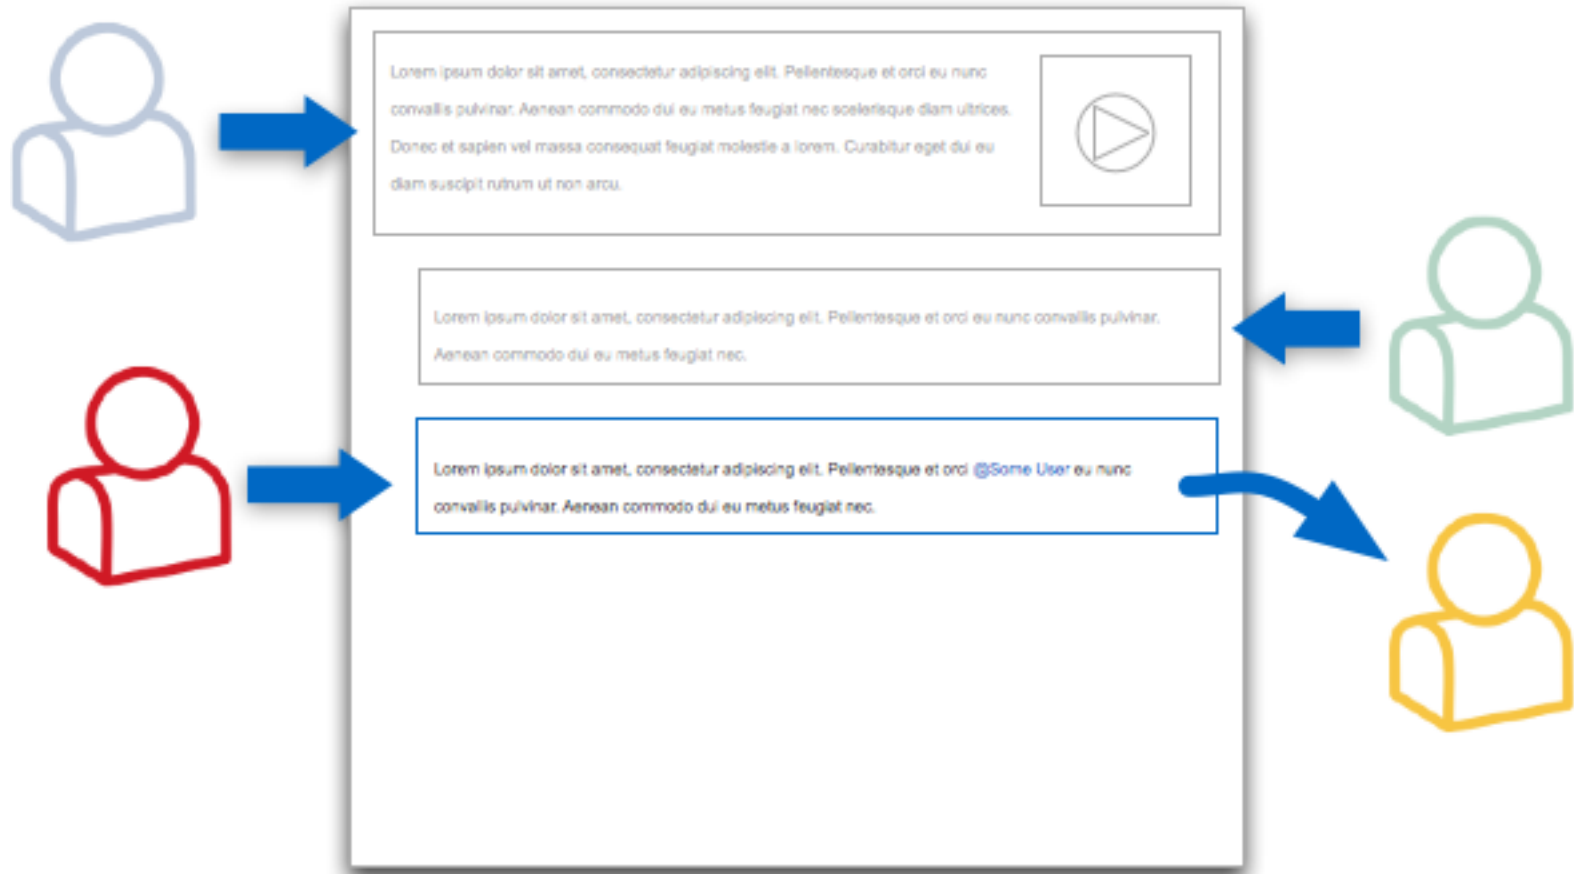 Lorem ipsum dolor sit amet, consectetur adipiscing elit. Pellentesque et orci eu nunc
convallis pulvinar. Aenean commodo dui eu metus feugiat nec scelerisque diam ultrices.
Donec et sapien vel massa consequat feugiat molestie a lorem. Curabitur eget dui eu
diam suscipit rutrum ut non arcu.
Lorem ipsum dolor sit amet, consectetur adipiscing elit. Pellentesque et orci eu nunc convallis pulvinar.
Aenean commodo dui eu metus feugiat nec.
Lorem ipsum dolor sit amet, consectetur adipiscing elit. Pellentesque et orci @Some User eu nunc
convallis pulvinar. Aenean commodo dui eu metus feugiat nec.